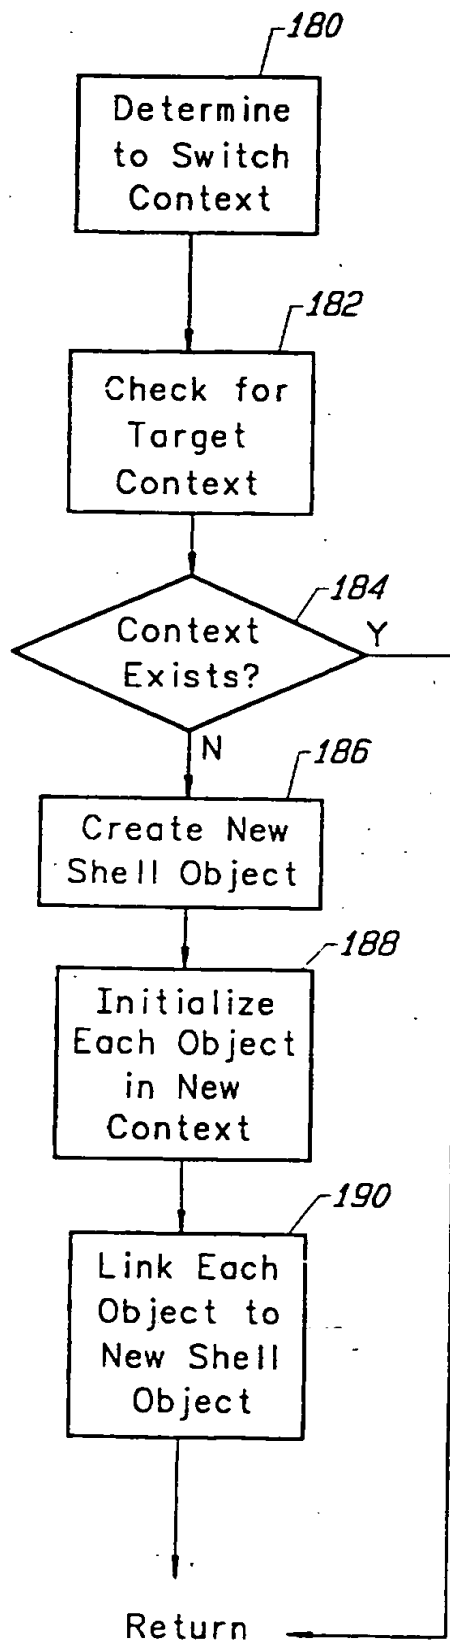 180
Determine
to Switch
Context
182
Check for
Target
Context
184
Context
Exists?
Y
N
186
Create New
Shell Object
188
Initialize
Each Object
in New
Context
190
Link Each
Object to
New Shell
Object
Return